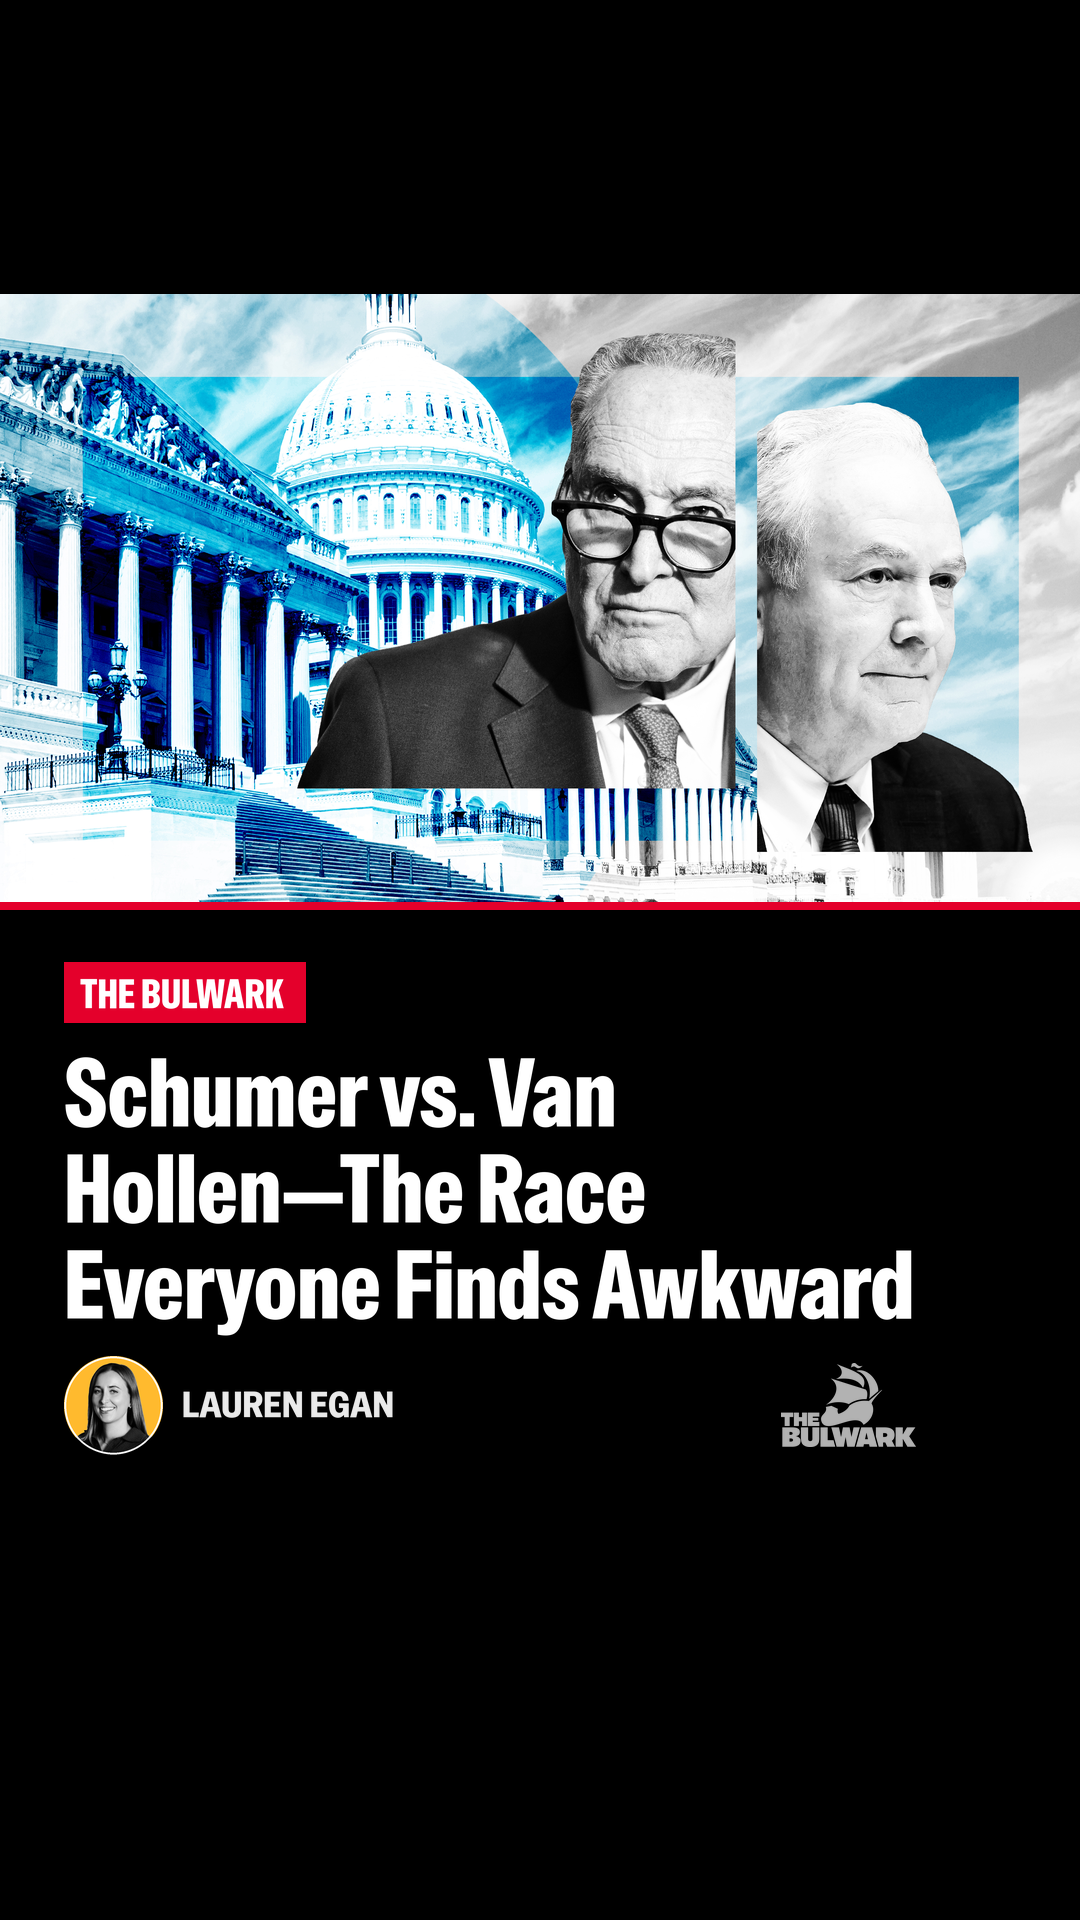 THE BULWARK
Schumer vs. Van
Hollen—The Race
Everyone Finds Awkward
LAUREN EGAN
THE
BULWARK